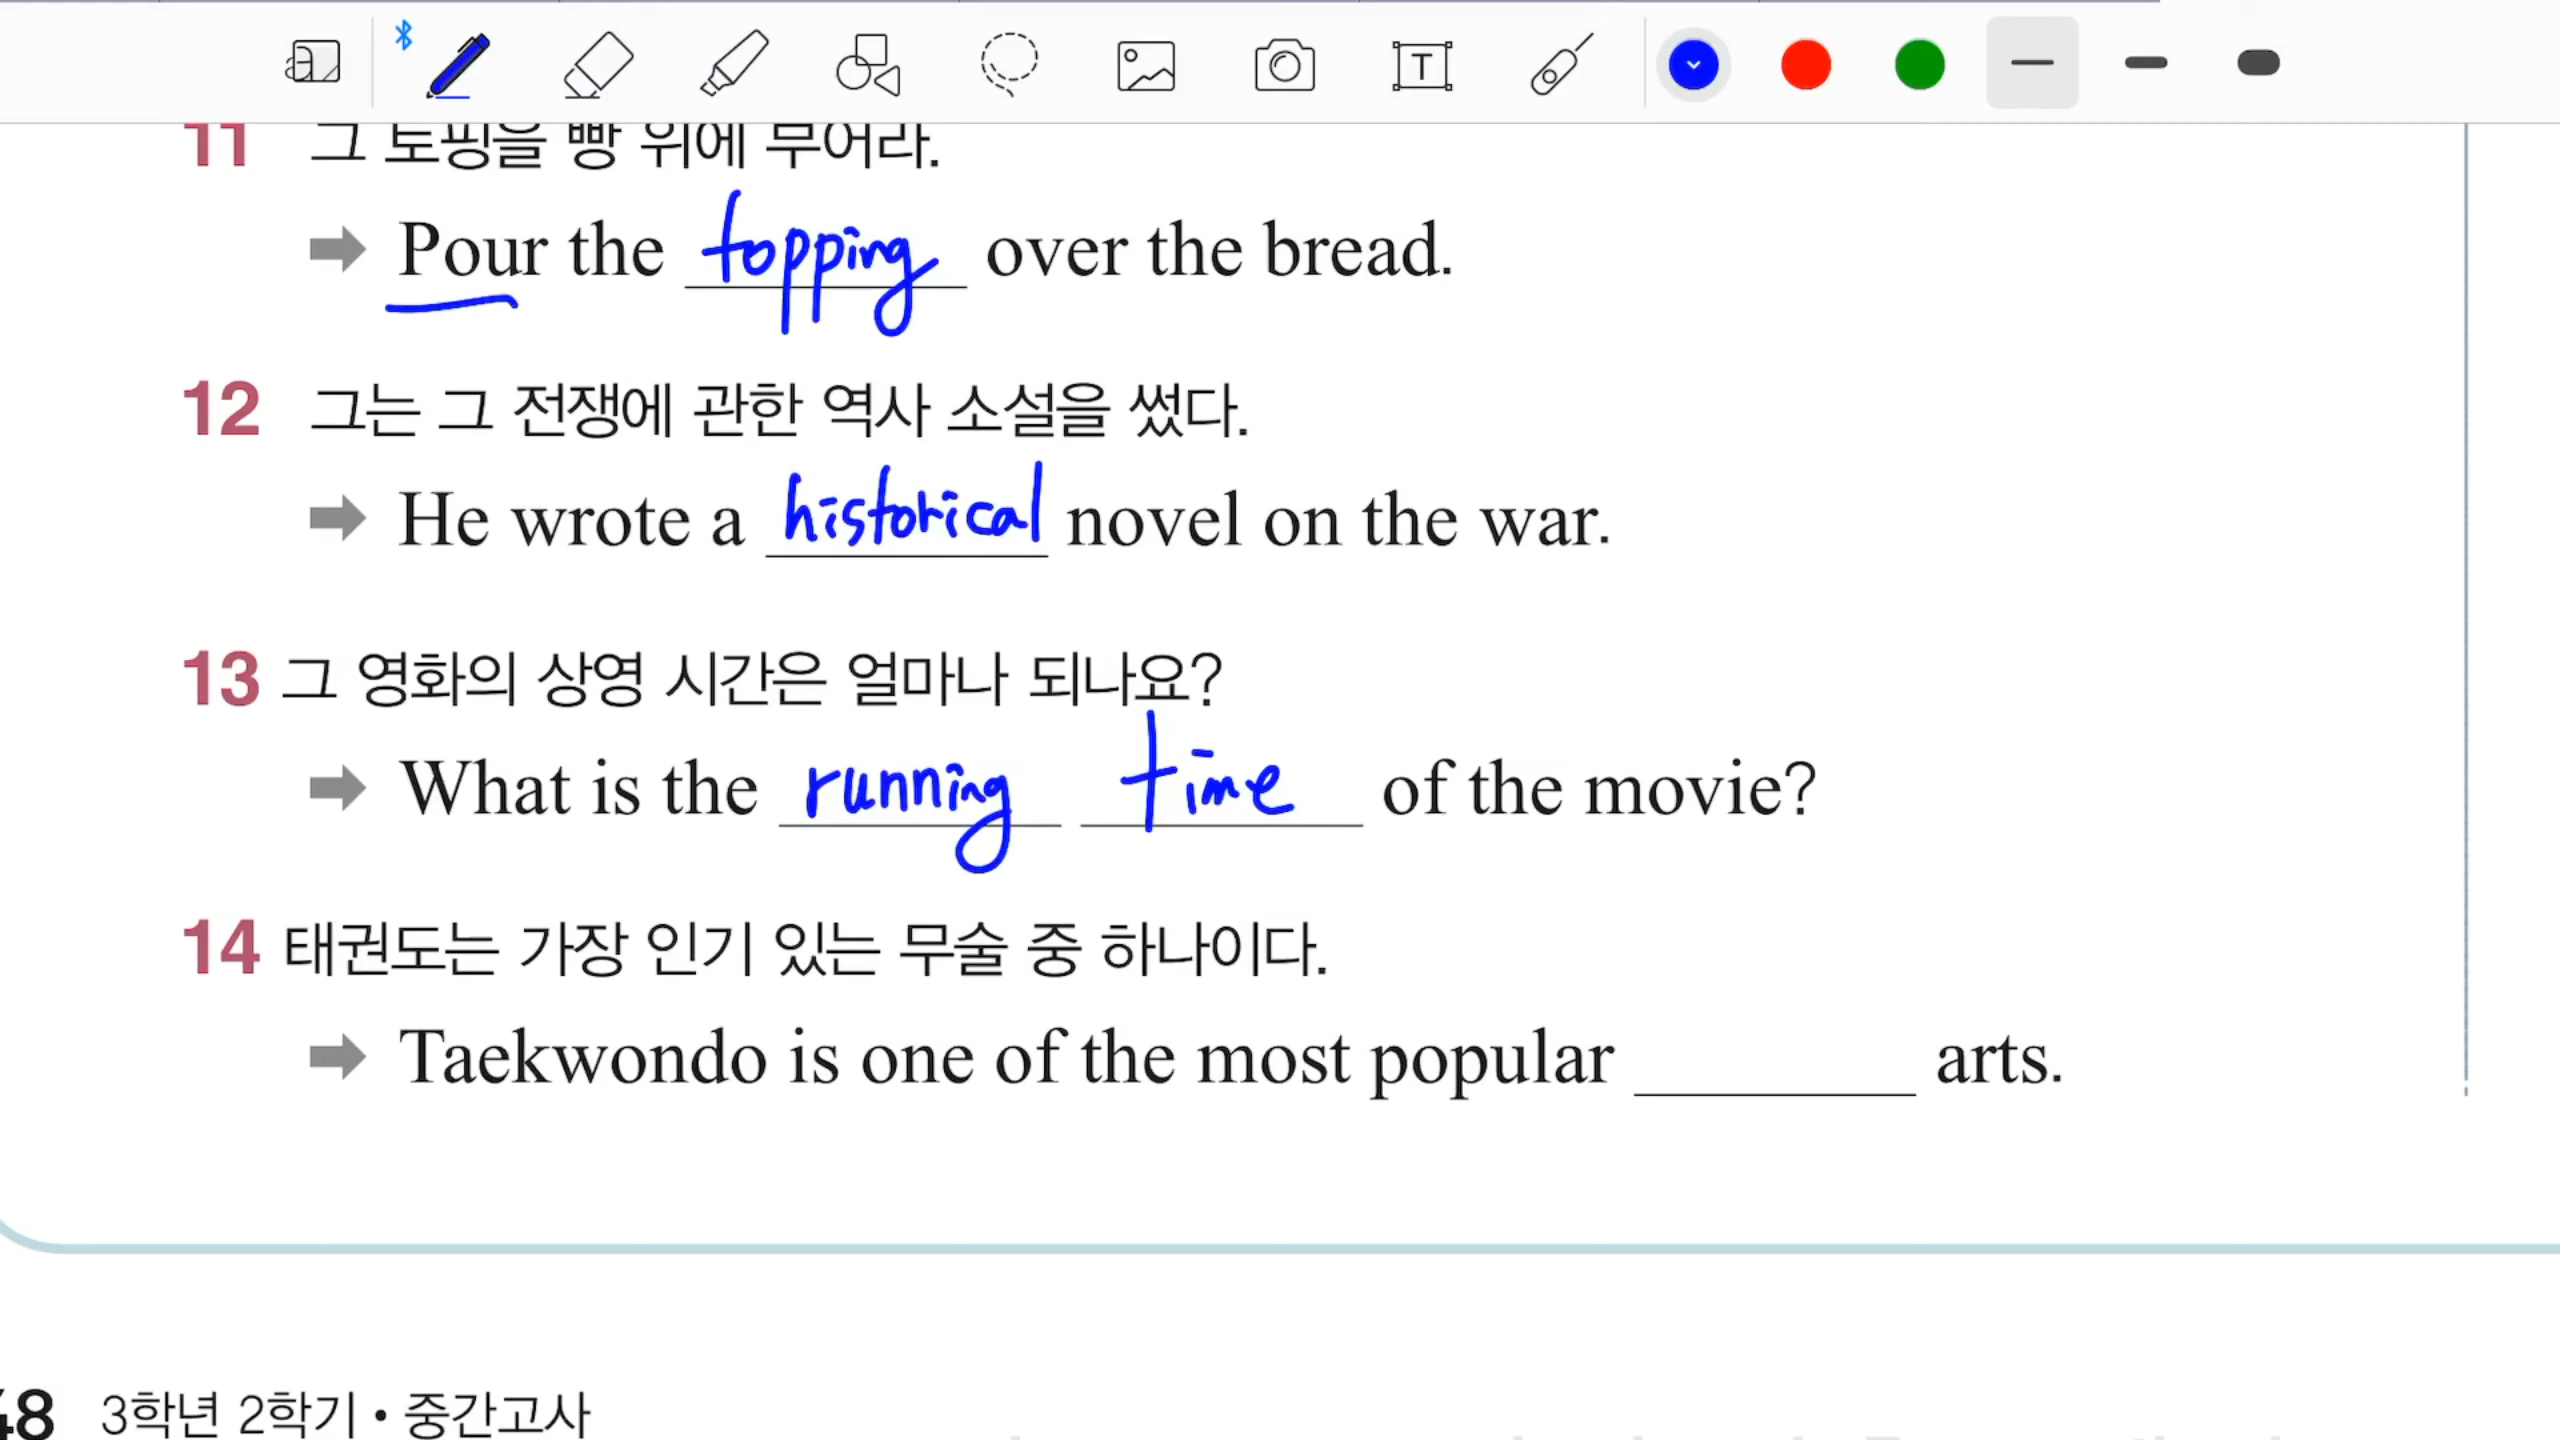 11 그 토핑을 빵 위에 부어라.
➡ Pour the topping over the bread.
12 그는 그 전쟁에 관한 역사 소설을 썼다.
➡ He wrote a historical novel on the war.
13 그 영화의 상영 시간은 얼마나 되나요?
➡ What is the running time of the movie?
14 태권도는 가장 인기 있는 무술 중 하나이다.
➡ Taekwondo is one of the most popular ________ arts.
48 3학년 2학기 • 중간고사